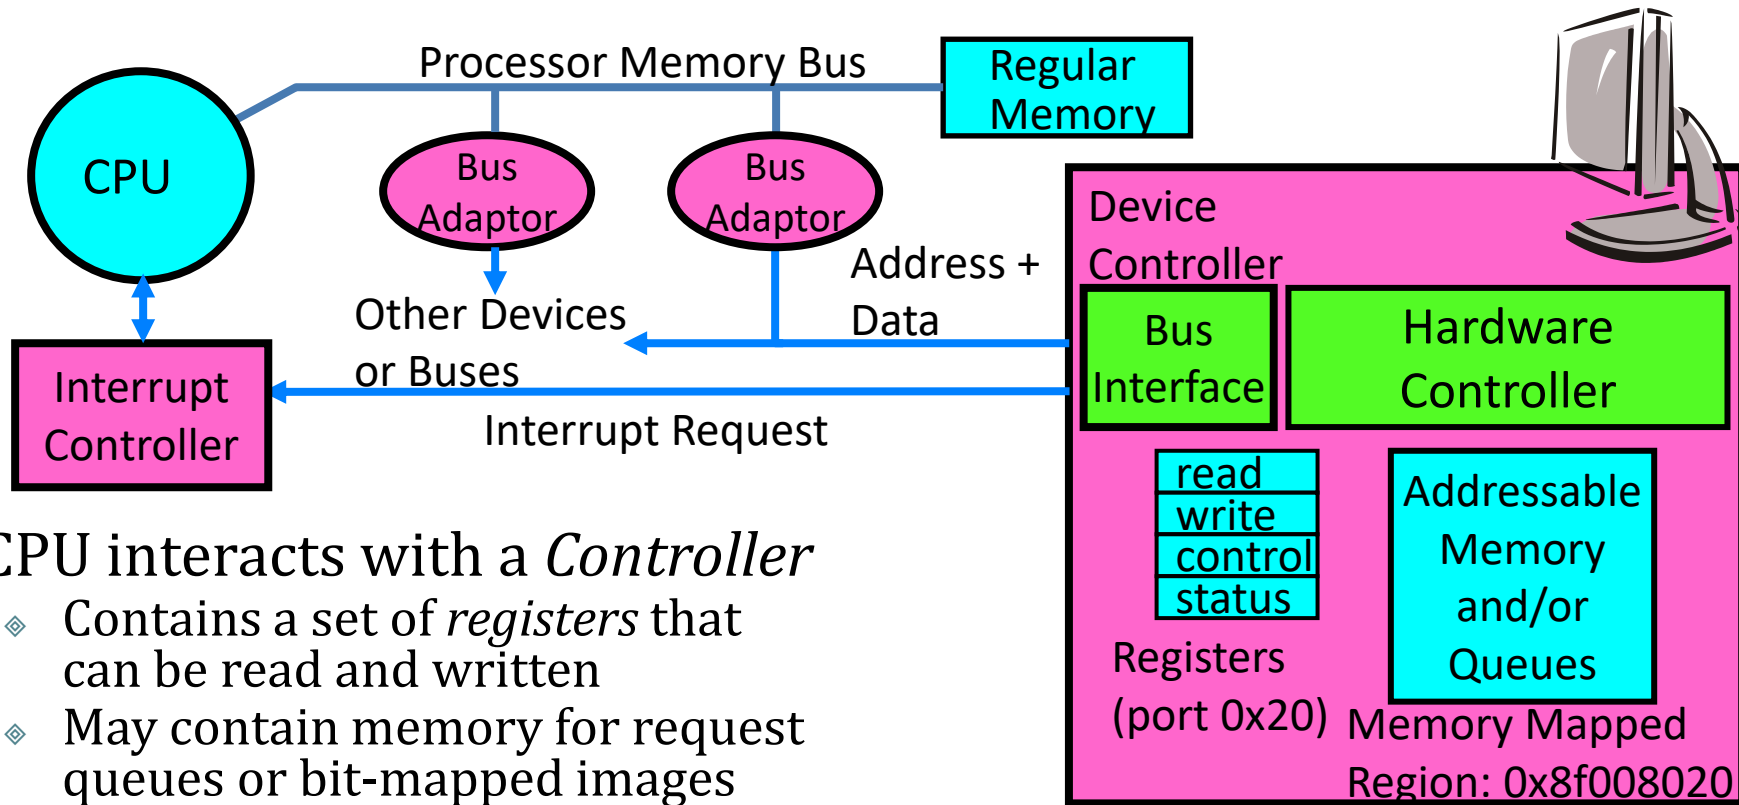 Processor Memory Bus
Regular
Memory
CPU
Bus
Adaptor
Bus
Adaptor
Device
Controller
Address +
Data
Other Devices
or Buses
Bus
Interface
Hardware
Controller
Interrupt
Controller
Interrupt Request
read
write
control
status
Registers
(port 0x20)
Addressable
Memory
and/or
Queues
Memory Mapped
Region: 0x8f008020
CPU interacts with a Controller
Contains a set of registers that
can be read and written
May contain memory for request
queues or bit-mapped images